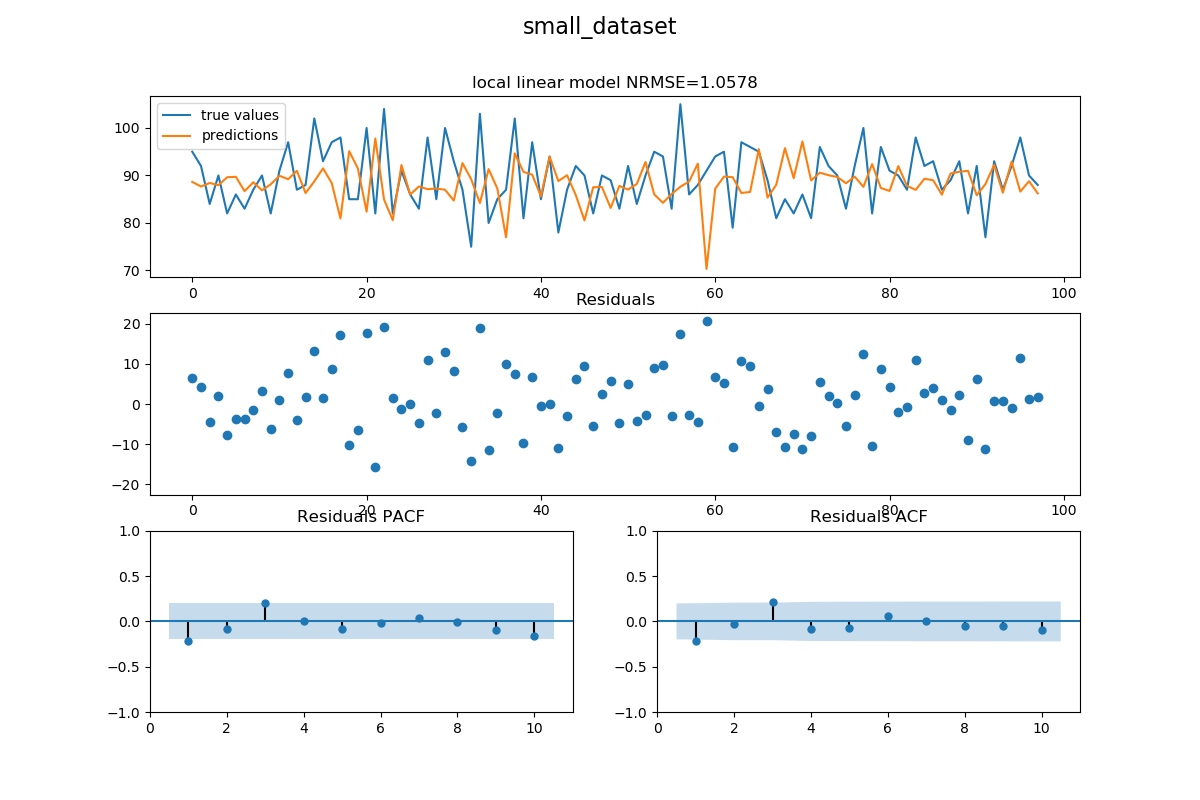 small_dataset
local linear model NRMSE=1.0578
true values
predictions
100
90
80
70
0 20 40 60 80 100
Residuals
20
10
0
−10
−20
0 20 40 60 80 100
Residuals PACF
1.0
0.5
0.0
−0.5
−1.0
0 2 4 6 8 10
Residuals ACF
1.0
0.5
0.0
−0.5
−1.0
0 2 4 6 8 10